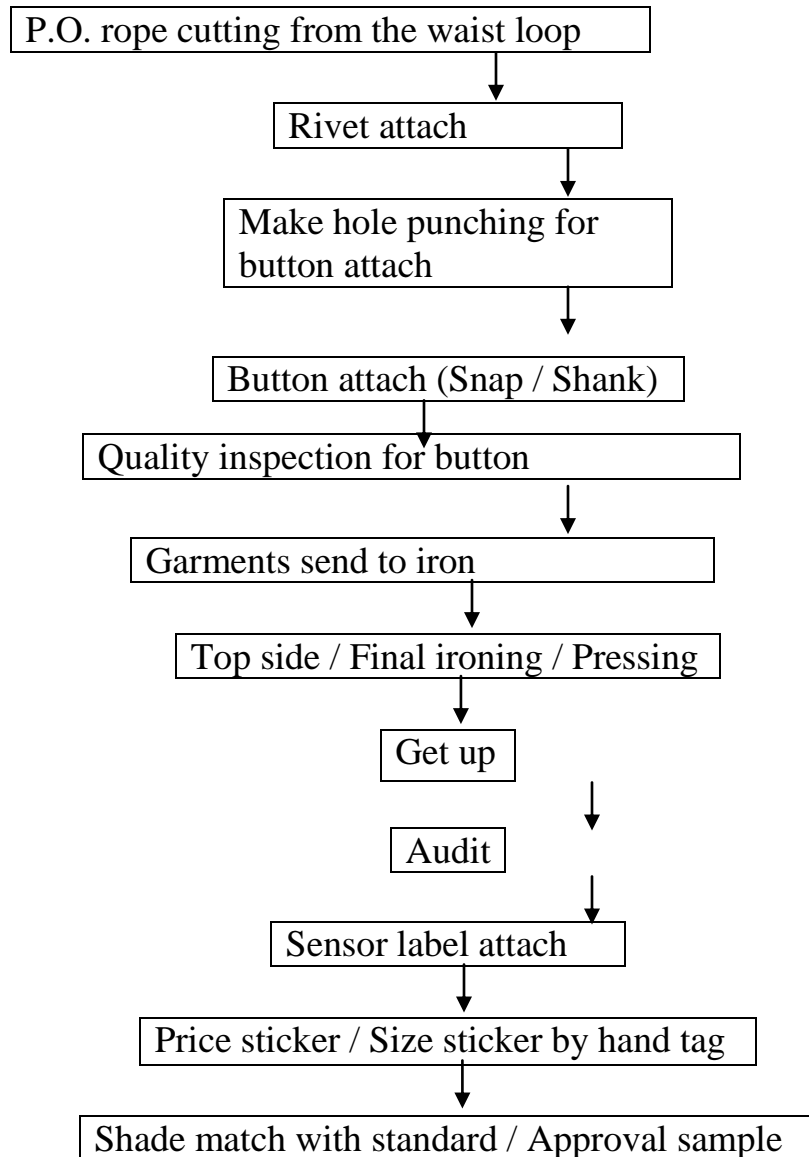 P.O. rope cutting from the waist loop
Rivet attach
Make hole punching for
button attach
Button attach (Snap / Shank)
Quality inspection for button
Garments send to iron
Top side / Final ironing / Pressing
Get up
Audit
Sensor label attach
Price sticker / Size sticker by hand tag
Shade match with standard / Approval sample